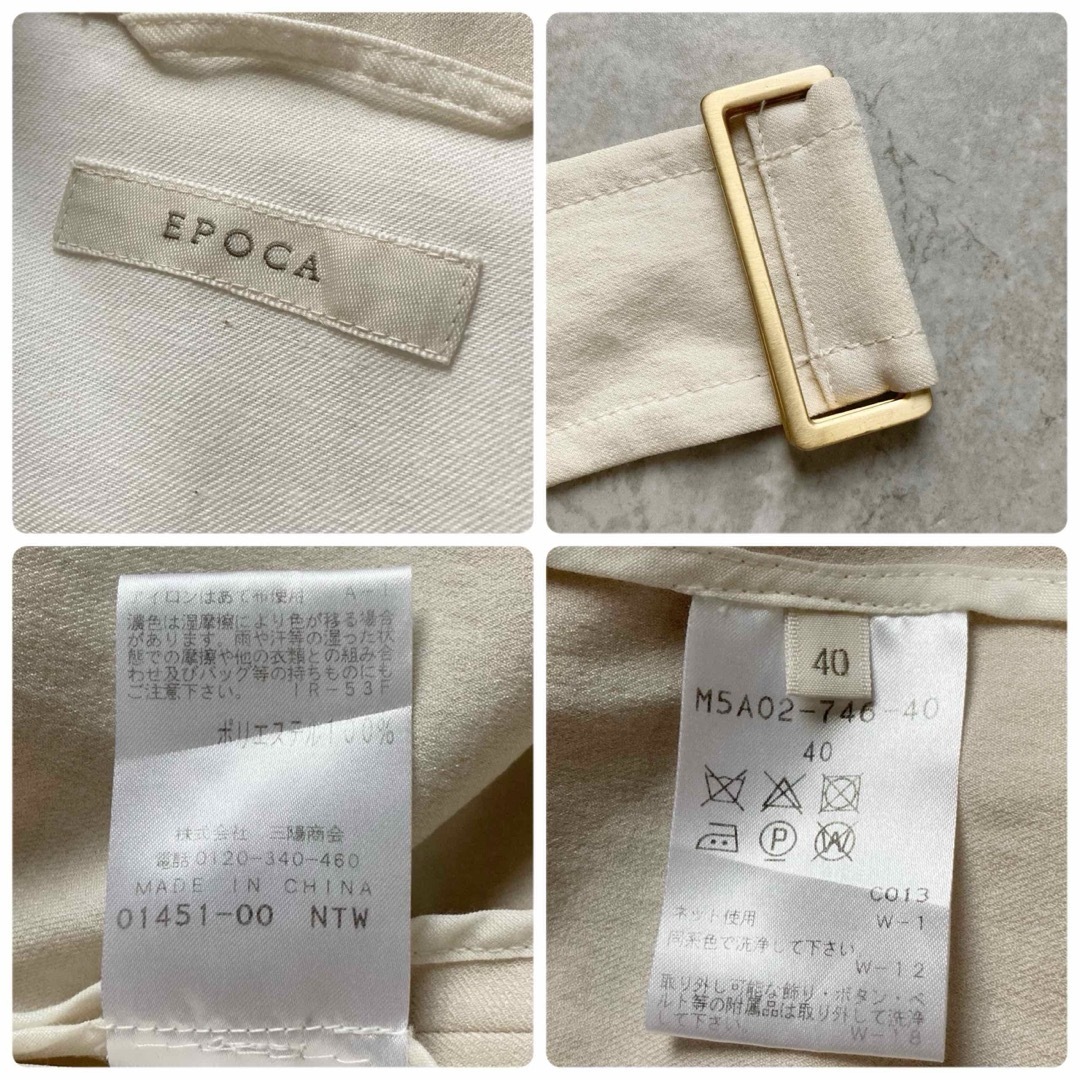 EPOCA
アイロンはあて布使用 A-1
濃色は湿摩擦により色が移る場合
があります。雨や汗等の湿った状
態での摩擦や他の衣類との組み合
わせ及びバッグ等の持ちものにも
ご注意下さい。 IR-53F
ポリエステル100%
株式会社 三陽商会
電話0120-340-460
MADE IN CHINA
01451-00 NTW
40
M5A02-746-40
40
P W
C013
ネット使用 W-1
同系色で洗浄して下さい
W-12
取り外し可能な飾り・ボタン・ベ
ルト等の附属品は取り外して洗浄
して下さい W-18